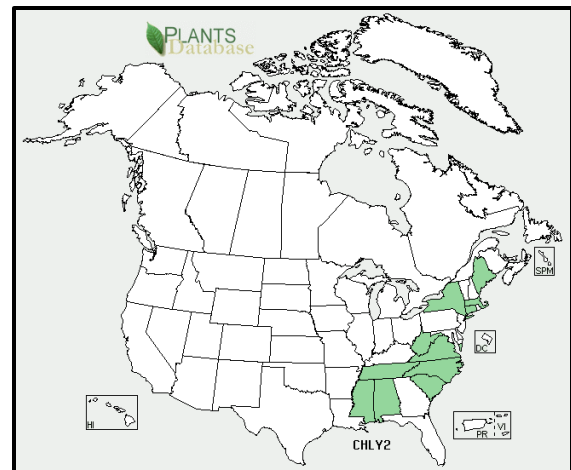 PLANTS
Database
SPM
DC
HI
PR VI
CHLY2